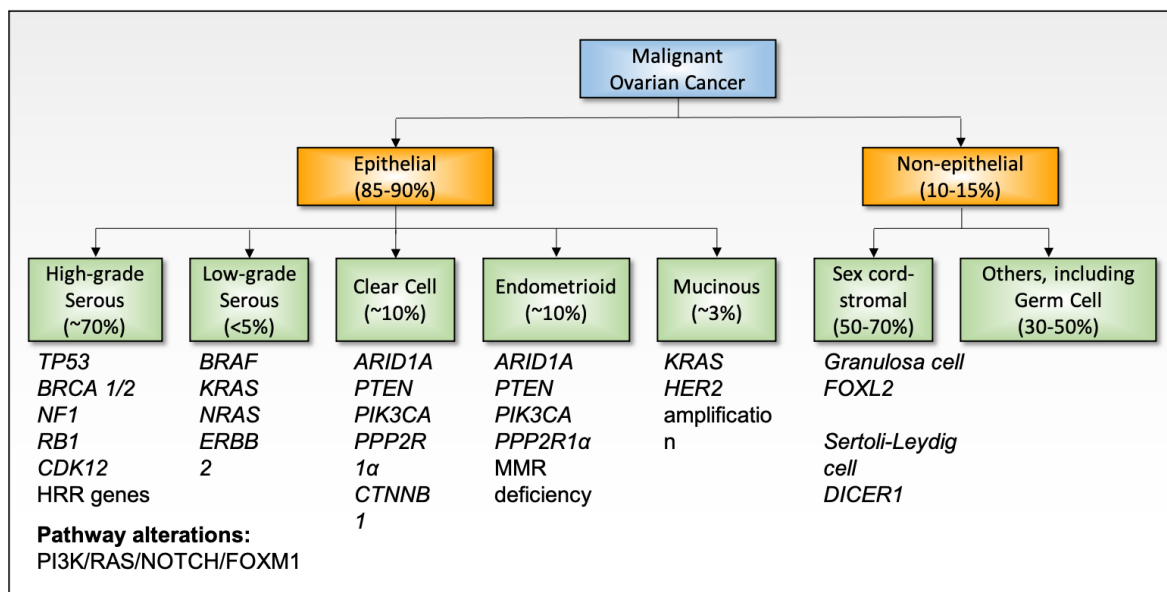 Malignant
Ovarian Cancer
Epithelial
(85-90%)
Non-epithelial
(10-15%)
High-grade
Serous
(~70%)
Low-grade
Serous
(<5%)
Clear Cell
(~10%)
Endometrioid
(~10%)
Mucinous
(~3%)
Sex cord-
stromal
(50-70%)
Others, including
Germ Cell
(30-50%)
TP53
BRCA 1/2
NF1
RB1
CDK12
HRR genes
Pathway alterations:
PI3K/RAS/NOTCH/FOXM1
BRAF
KRAS
NRAS
ERBB
2
ARID1A
PTEN
PIK3CA
PPP2R
1α
CTNNB
1
ARID1A
PTEN
PIK3CA
PPP2R1α
MMR
deficiency
KRAS
HER2
amplificatio
n
Granulosa cell
FOXL2
Sertoli-Leydig
cell
DICER1